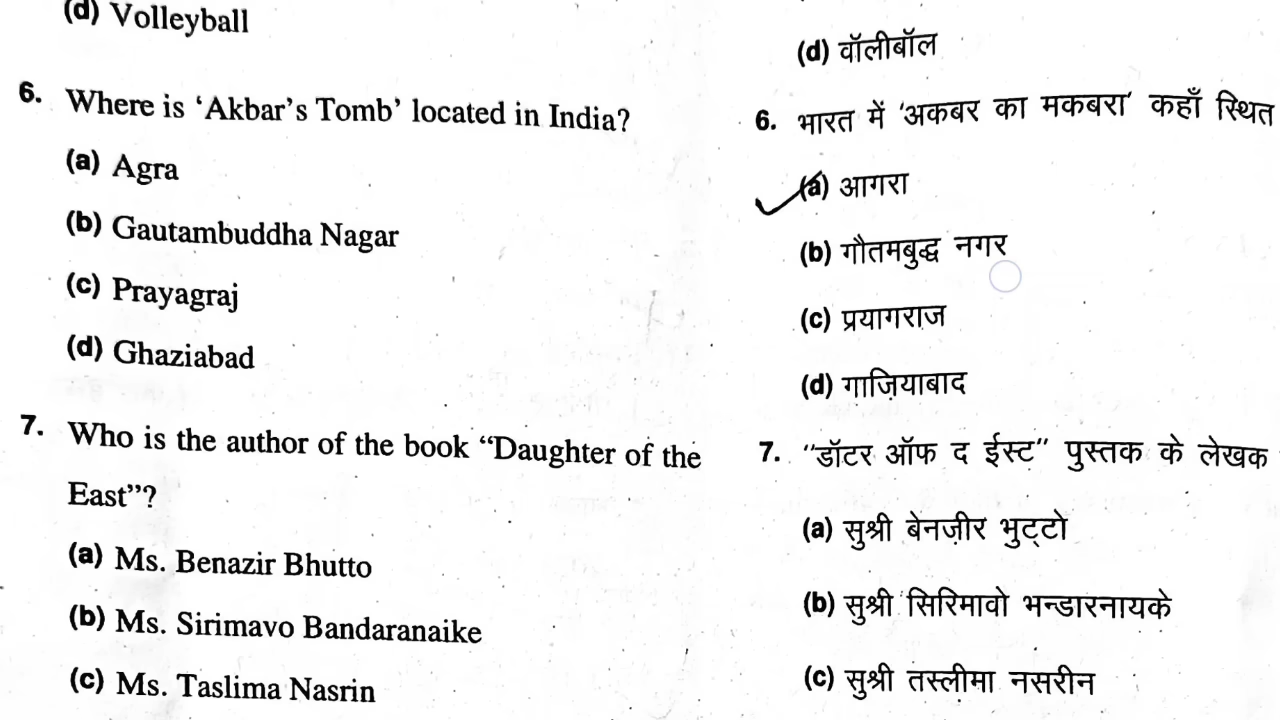 (d) Volleyball
6. Where is ‘Akbar’s Tomb’ located in India?
(a) Agra
(b) Gautambuddha Nagar
(c) Prayagraj
(d) Ghaziabad
7. Who is the author of the book “Daughter of the
East”?
(a) Ms. Benazir Bhutto
(b) Ms. Sirimavo Bandaranaike
(c) Ms. Taslima Nasrin
(d) वॉलीबॉल
6. भारत में ‘अकबर का मकबरा’ कहाँ स्थित
(a) आगरा
(b) गौतमबुद्ध नगर
(c) प्रयागराज
(d) गाज़ियाबाद
7. “डॉटर ऑफ द ईस्ट” पुस्तक के लेखक
(a) सुश्री बेनज़ीर भुट्टो
(b) सुश्री सिरिमावो भन्डारनायके
(c) सुश्री तस्लीमा नसरीन